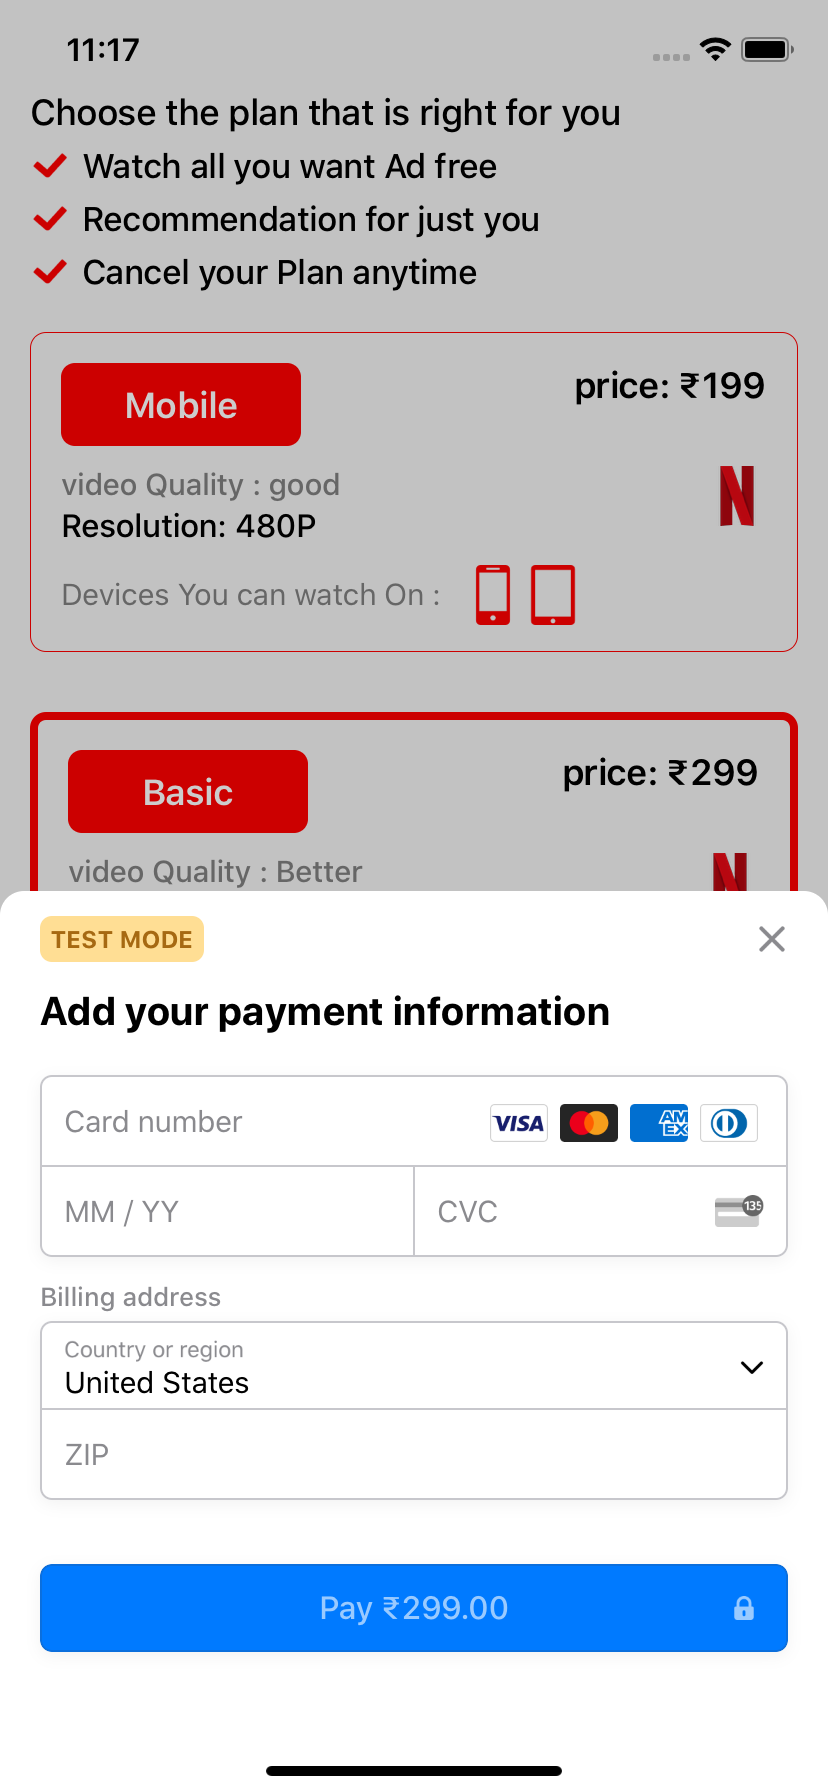 11:17
Choose the plan that is right for you
Watch all you want Ad free
Recommendation for just you
Cancel your Plan anytime
Mobile
price: ₹199
video Quality : good
Resolution: 480P
N
Devices You can watch On :
Basic
price: ₹299
video Quality : Better
N
TEST MODE
Add your payment information
Card number VISA AM EX
MM / YY CVC 135
Billing address
Country or region
United States
ZIP
Pay ₹299.00